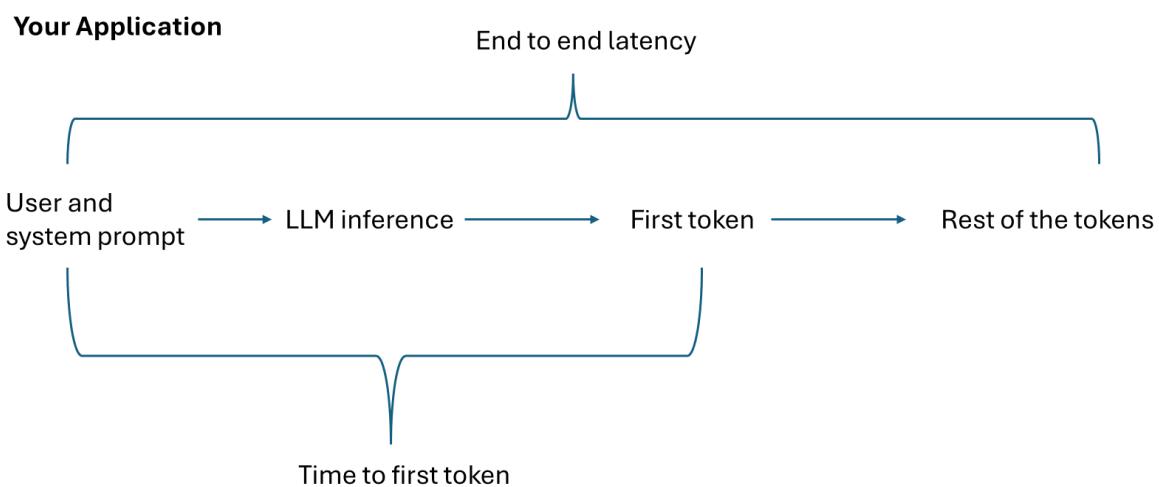 Your Application
End to end latency
User and
system prompt
LLM inference
First token
Rest of the tokens
Time to first token